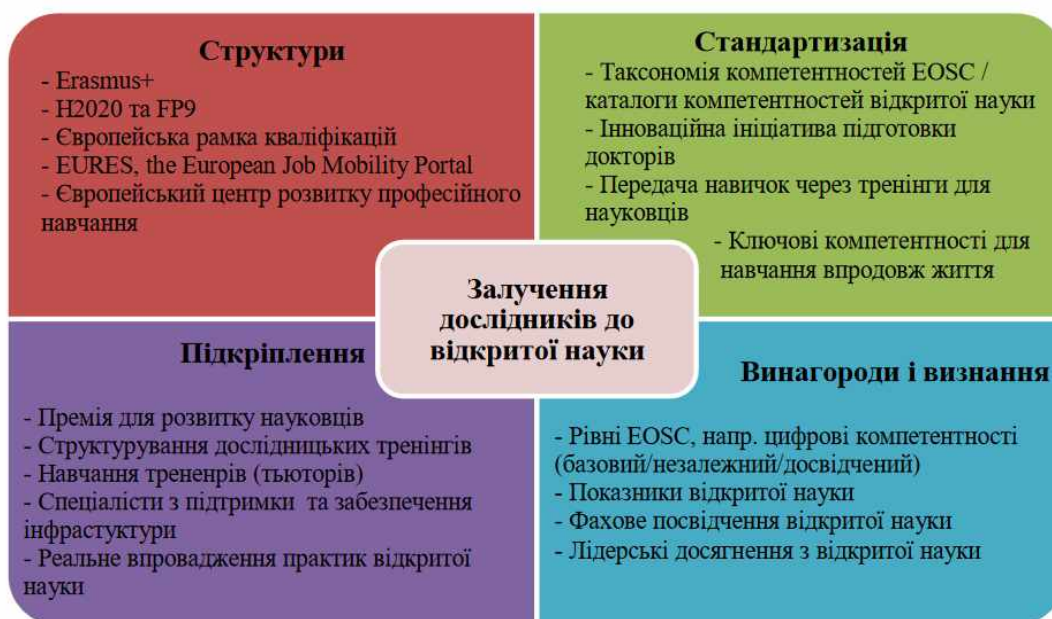 Структури
- Erasmus+
- H2020 та FP9
- Європейська рамка кваліфікацій
- EURES, the European Job Mobility Portal
- Європейський центр розвитку професійного
навчання
Стандартизація
- Таксономія компетентностей EOSC /
каталоги компетентностей відкритої науки
- Інноваційна ініціатива підготовки
докторів
- Передача навичок через тренінги для
науковців
- Ключові компетентності для
навчання впродовж життя
Залучення
дослідників до
відкритої науки
Підкріплення
- Премія для розвитку науковців
- Структурування дослідницьких тренінгів
- Навчання трененрів (тьюторів)
- Спеціалісти з підтримки та забезпечення
інфрастуктури
- Реальне впровадження практик відкритої
науки
Винагороди і визнання
- Рівні EOSC, напр. цифрові компетентності
(базовий/незалежний/досвідчений)
- Показники відкритої науки
- Фахове посвідчення відкритої науки
- Лідерські досягнення з відкритої науки